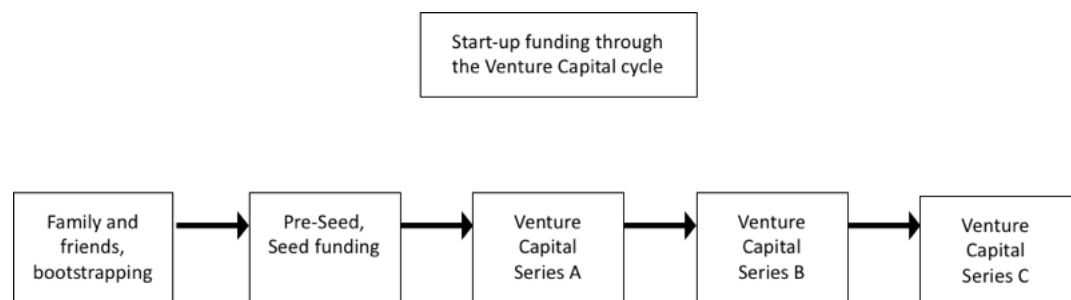 Start-up funding through
the Venture Capital cycle
Family and
friends,
bootstrapping
Pre-Seed,
Seed funding
Venture
Capital
Series A
Venture
Capital
Series B
Venture
Capital
Series C